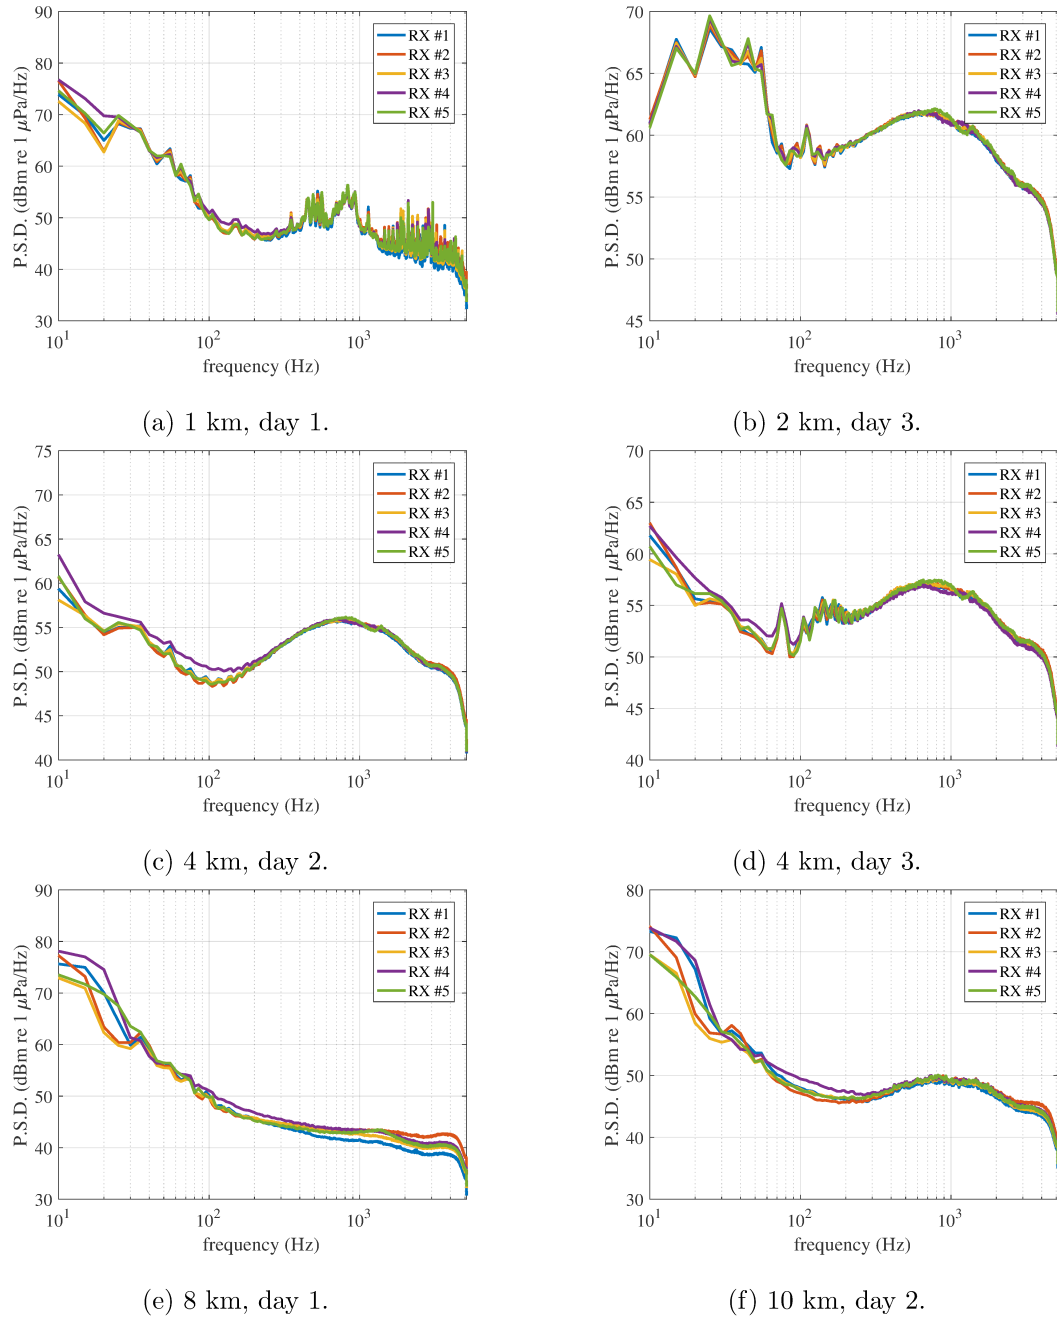 90
80
70
60
50
40
30
P.S.D. (dBm re 1 μPa/Hz)
10^1
10^2
10^3
frequency (Hz)
RX #1
RX #2
RX #3
RX #4
RX #5
(a) 1 km, day 1.
70
65
60
55
50
45
P.S.D. (dBm re 1 μPa/Hz)
10^1
10^2
10^3
frequency (Hz)
RX #1
RX #2
RX #3
RX #4
RX #5
(b) 2 km, day 3.
75
70
65
60
55
50
45
40
P.S.D. (dBm re 1 μPa/Hz)
10^1
10^2
10^3
frequency (Hz)
RX #1
RX #2
RX #3
RX #4
RX #5
(c) 4 km, day 2.
70
65
60
55
50
45
40
P.S.D. (dBm re 1 μPa/Hz)
10^1
10^2
10^3
frequency (Hz)
RX #1
RX #2
RX #3
RX #4
RX #5
(d) 4 km, day 3.
90
80
70
60
50
40
30
P.S.D. (dBm re 1 μPa/Hz)
10^1
10^2
10^3
frequency (Hz)
RX #1
RX #2
RX #3
RX #4
RX #5
(e) 8 km, day 1.
80
70
60
50
40
30
P.S.D. (dBm re 1 μPa/Hz)
10^1
10^2
10^3
frequency (Hz)
RX #1
RX #2
RX #3
RX #4
RX #5
(f) 10 km, day 2.